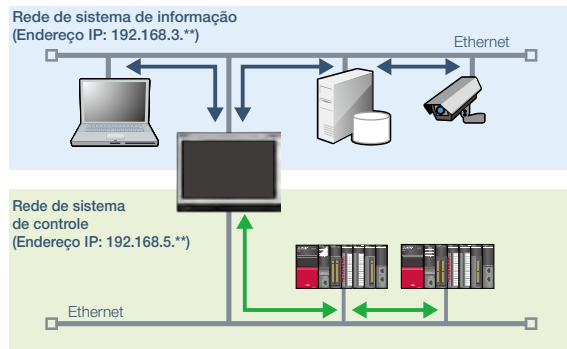 Rede de sistema de informação
(Endereço IP: 192.168.3.**)
Ethernet
Rede de sistema
de controle
(Endereço IP: 192.168.5.**)
Ethernet